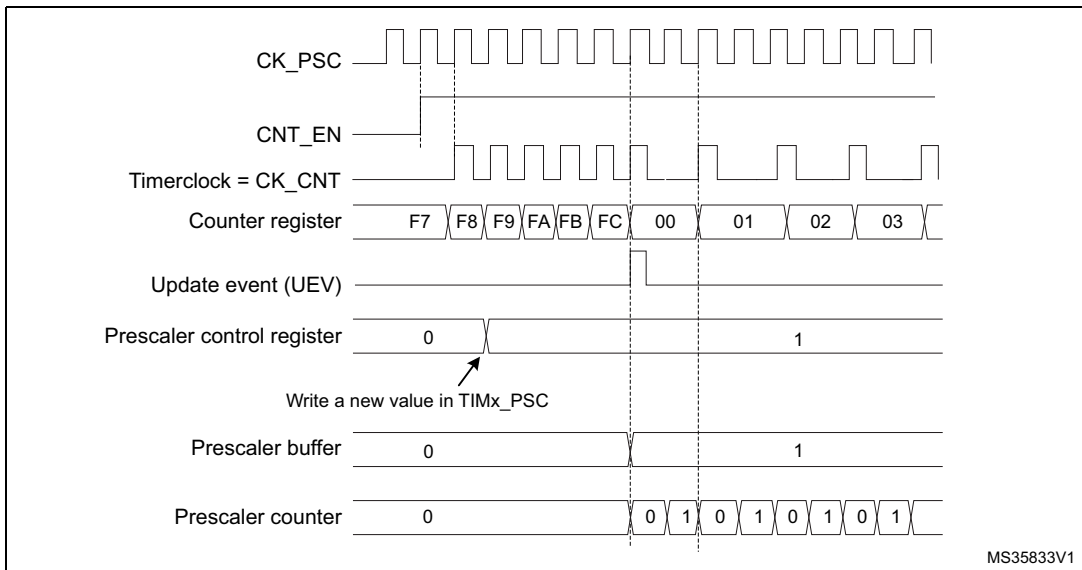 CK_PSC
CNT_EN
Timerclock = CK_CNT
Counter register F7 F8 F9 FA FB FC 00 01 02 03
Update event (UEV)
Prescaler control register 0 1
Write a new value in TIMx_PSC
Prescaler buffer 0 1
Prescaler counter 0 0 1 0 1 0 1 0 1
MS35833V1